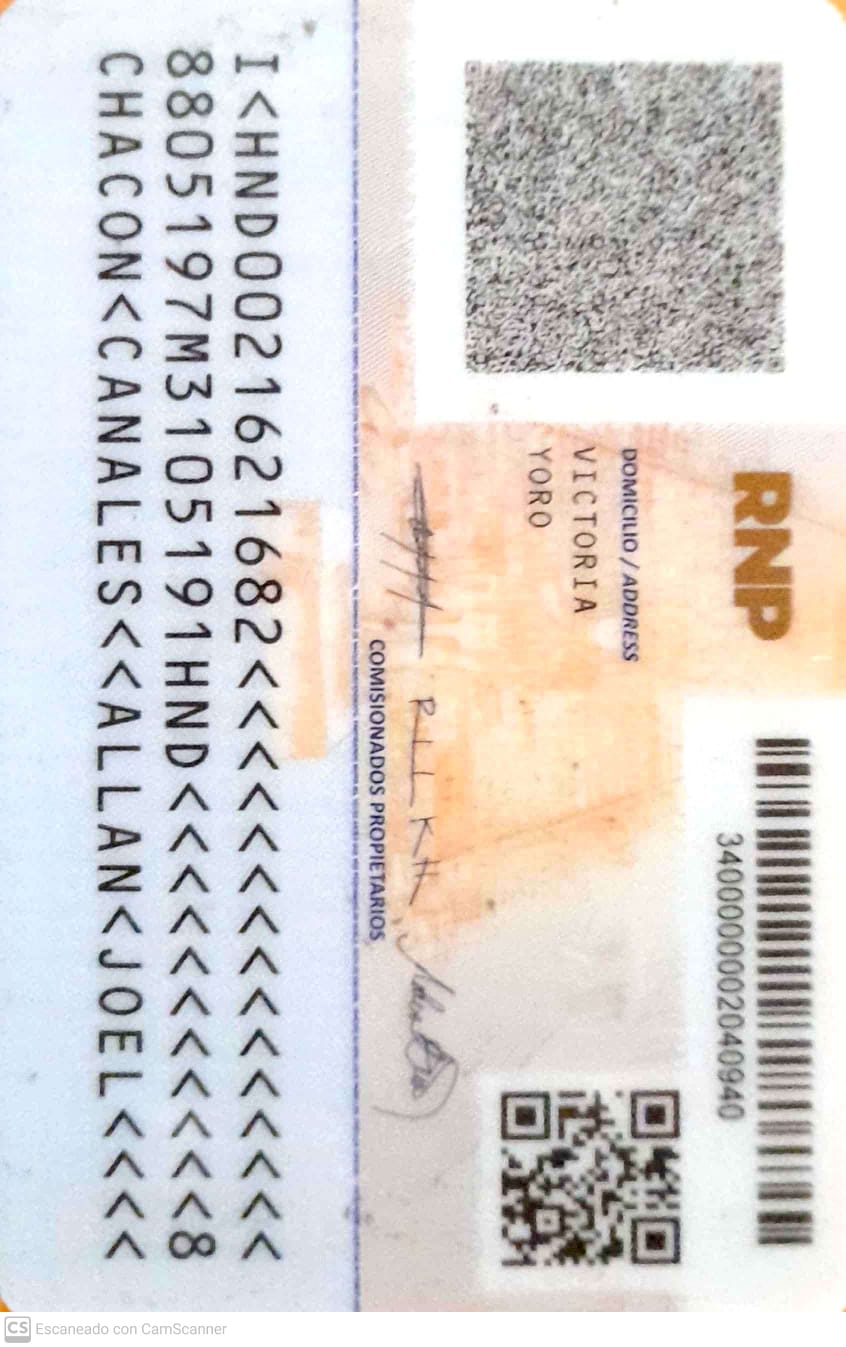 RNP
3400000002040940
DOMICILIO / ADDRESS
VICTORIA
YORO
COMISIONADOS PROPIETARIOS
I<HND0021621682<<<<<<<<<<<<<<<
8805197M3105191HND<<<<<<<<<<<8
CHACON<CANALES<<ALLAN<JOEL<<<<
CS Escaneado con CamScanner